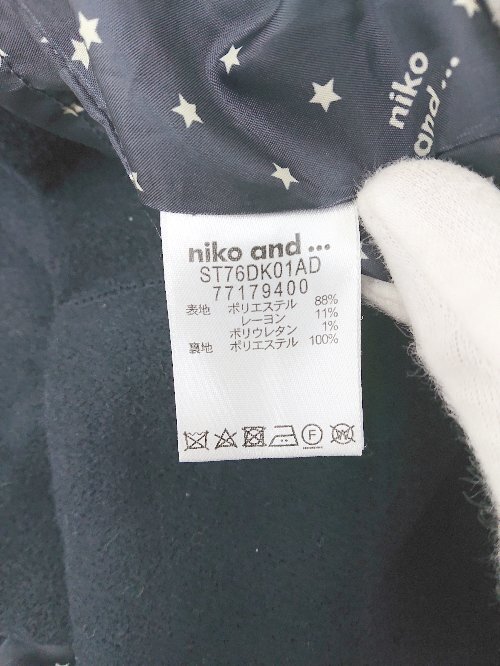 niko
and ...
niko and ...
ST76DK01AD
77179400
表地 ポリエステル 88%
レーヨン 11%
ポリウレタン 1%
裏地 ポリエステル 100%
F W